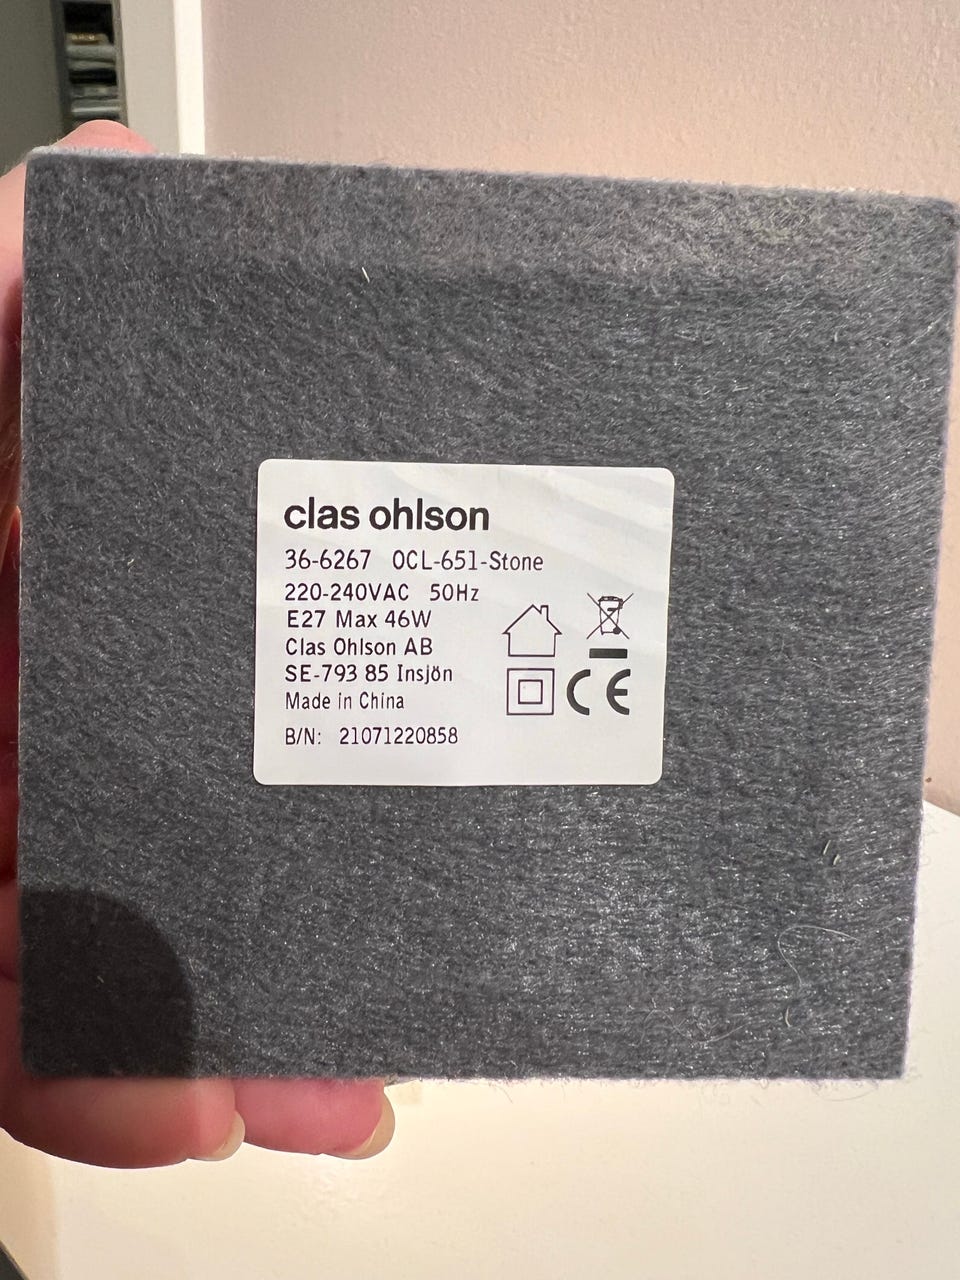 clas ohlson
36-6267 OCL-651-Stone
220-240VAC 50Hz
E27 Max 46W
Clas Ohlson AB
SE-793 85 Insjön
Made in China
CE
B/N: 21071220858